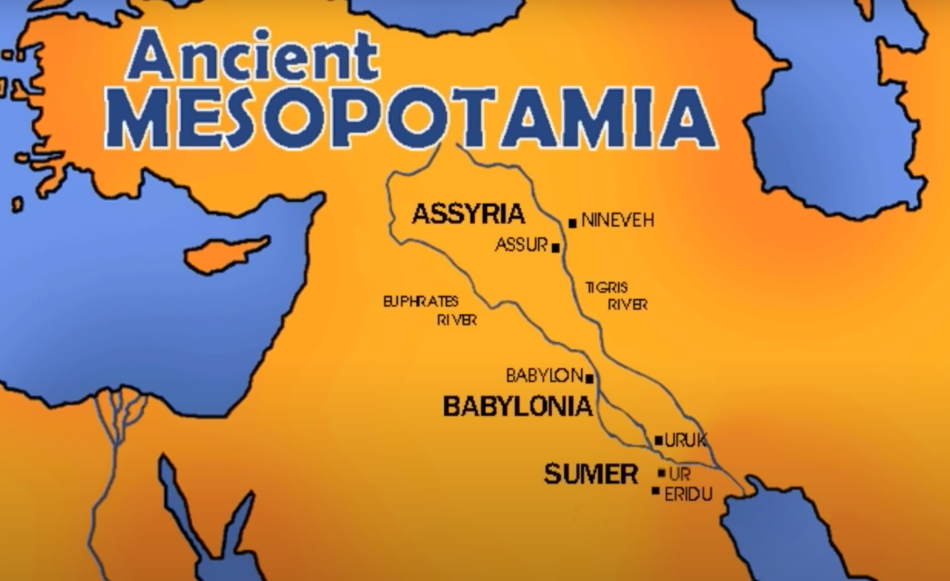 Ancient
MESOPOTAMIA
ASSYRIA
NINEVEH
ASSUR
TIGRIS
RIVER
EUPHRATES
RIVER
BABYLON
BABYLONIA
URUK
SUMER
UR
ERIDU